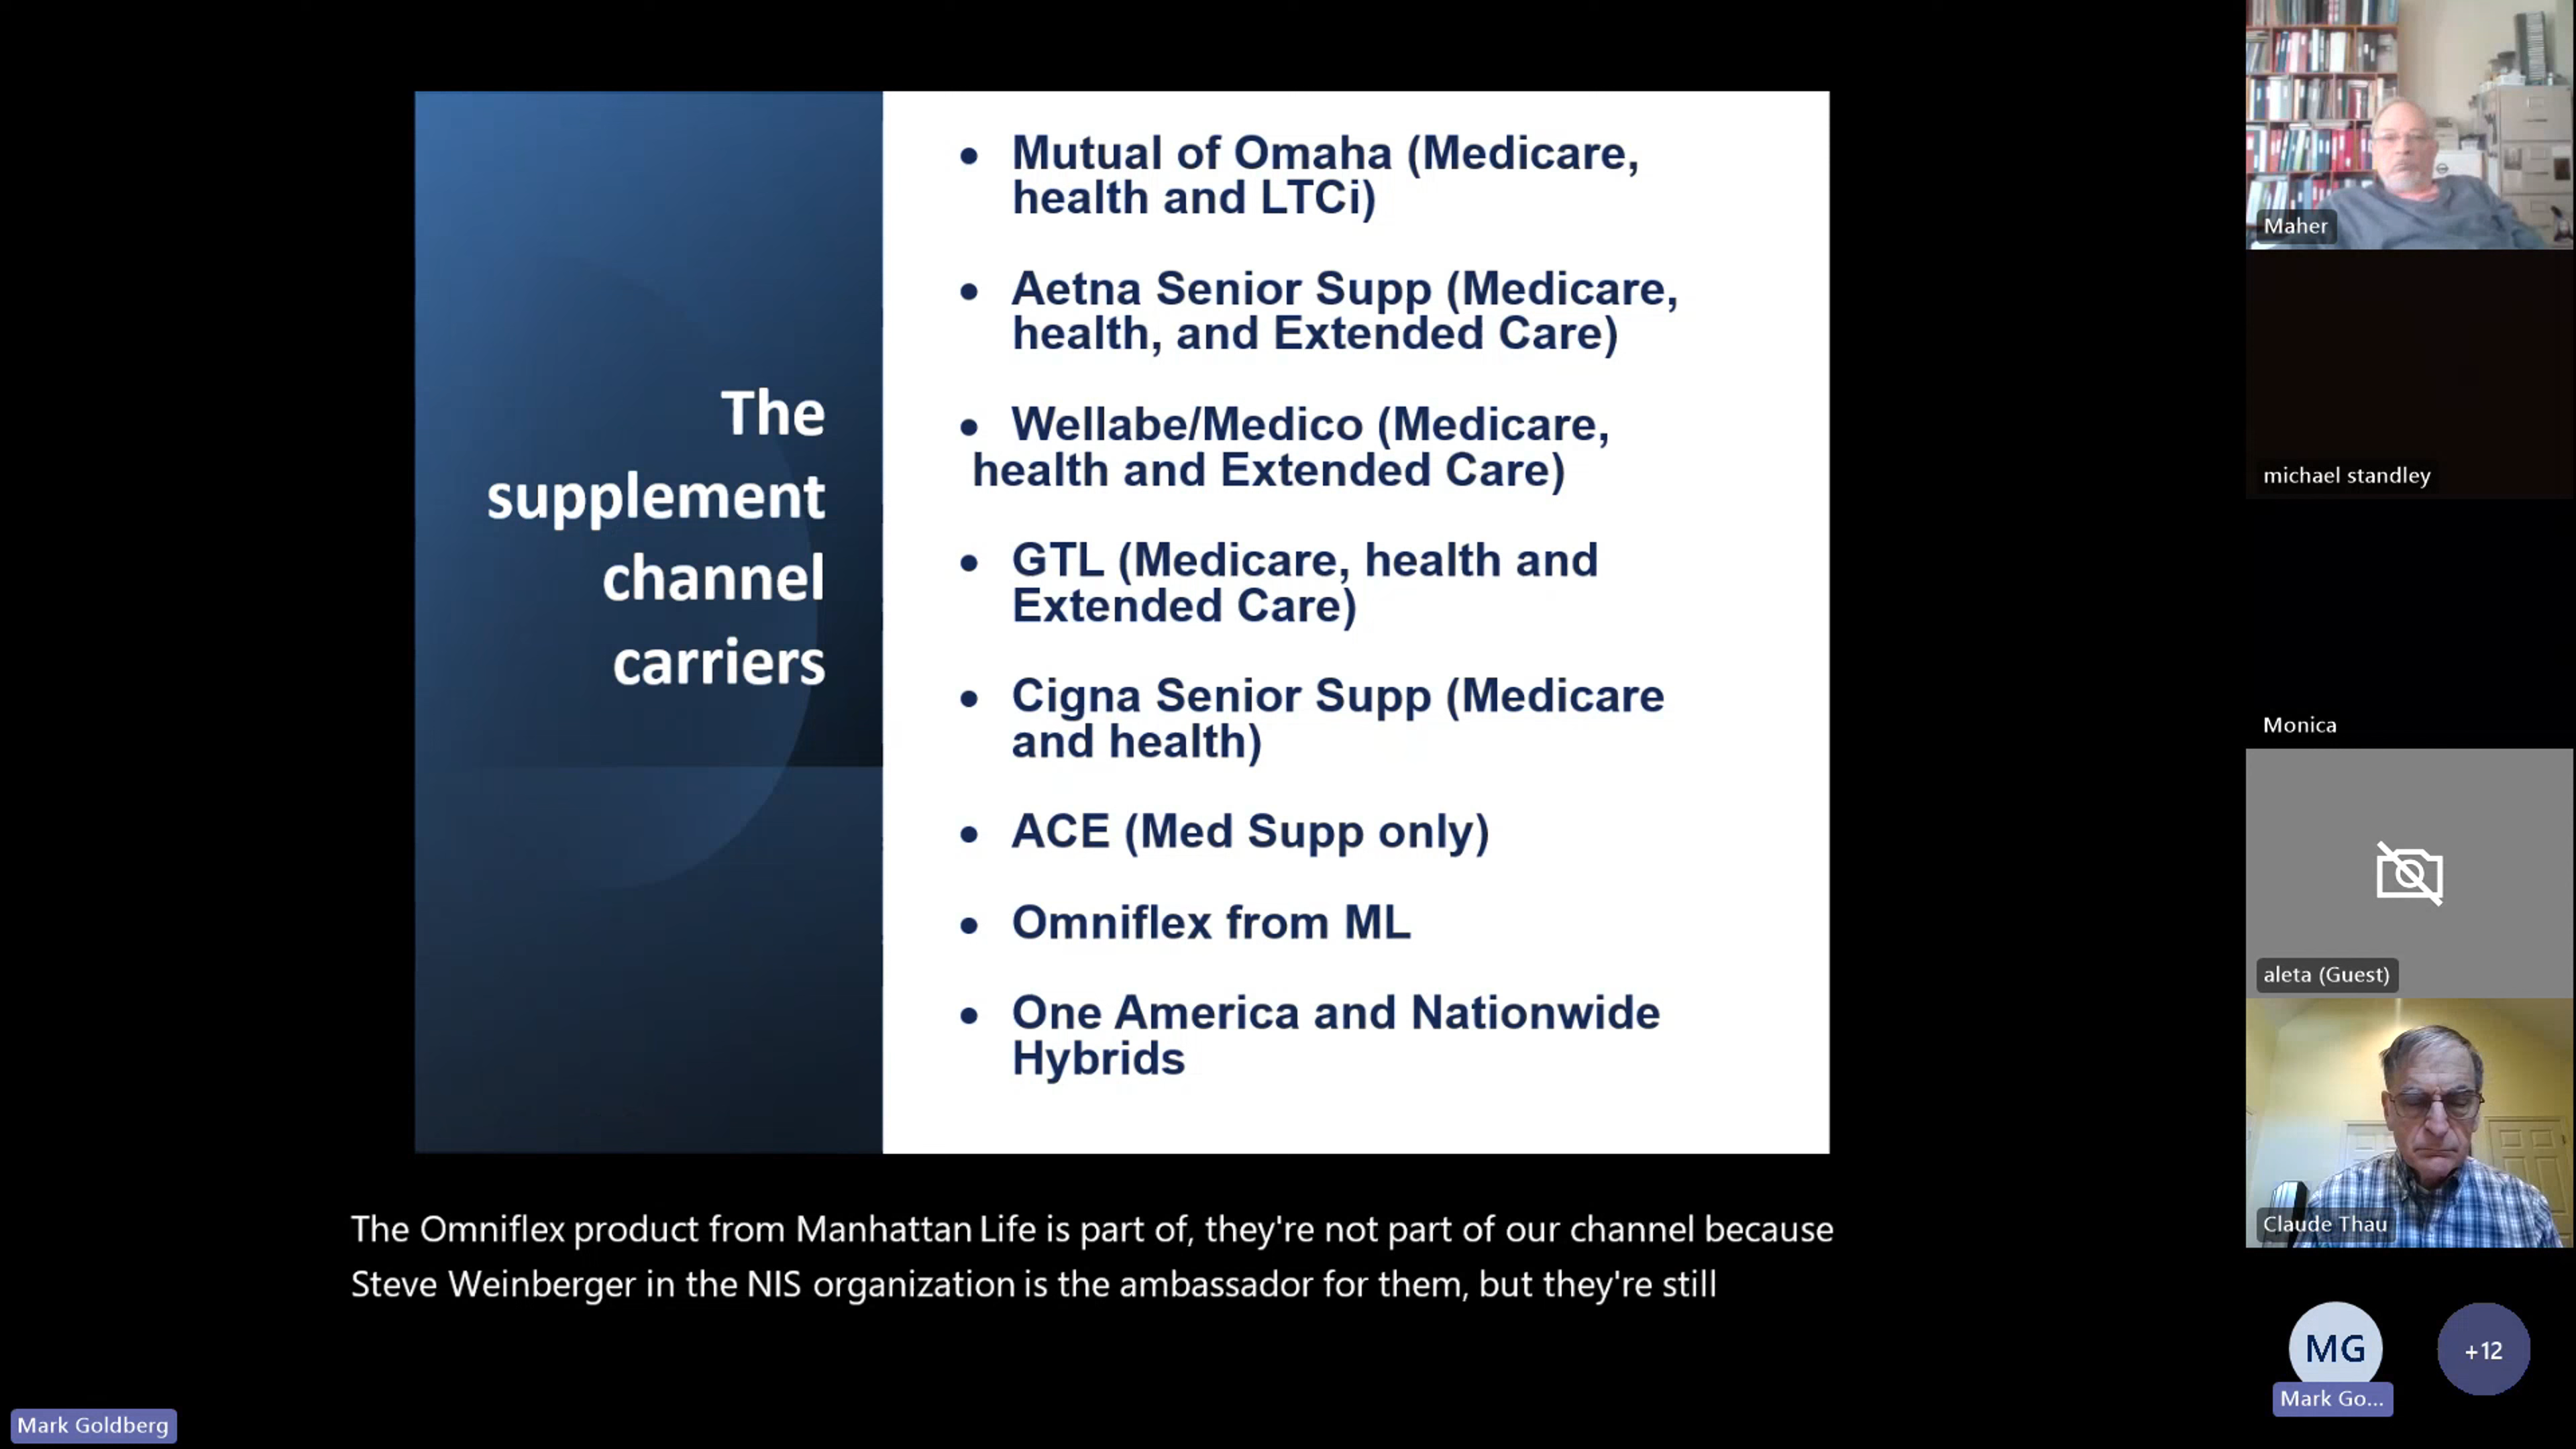 The
supplement
channel
carriers
• Mutual of Omaha (Medicare,
health and LTCi)
• Aetna Senior Supp (Medicare,
health, and Extended Care)
• Wellabe/Medico (Medicare,
health and Extended Care)
• GTL (Medicare, health and
Extended Care)
• Cigna Senior Supp (Medicare
and health)
• ACE (Med Supp only)
• Omniflex from ML
• One America and Nationwide
Hybrids
The Omniflex product from Manhattan Life is part of, they're not part of our channel because
Steve Weinberger in the NIS organization is the ambassador for them, but they're still
Mark Goldberg
Maher
michael standley
Monica
aleta (Guest)
Claude Thau
MG
Mark Go...
+12